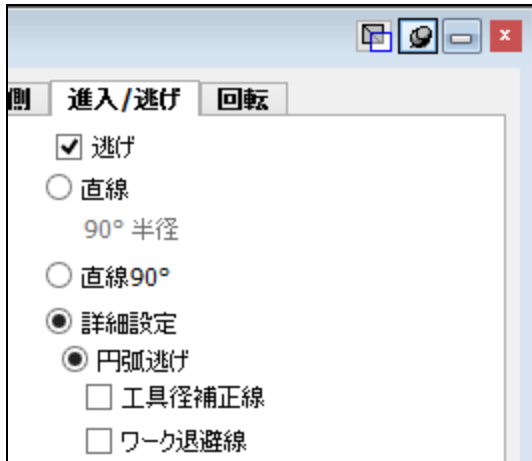 側 進入/逃げ 回転
逃げ
直線
90° 半径
直線90°
詳細設定
円弧逃げ
工具径補正線
ワーク退避線